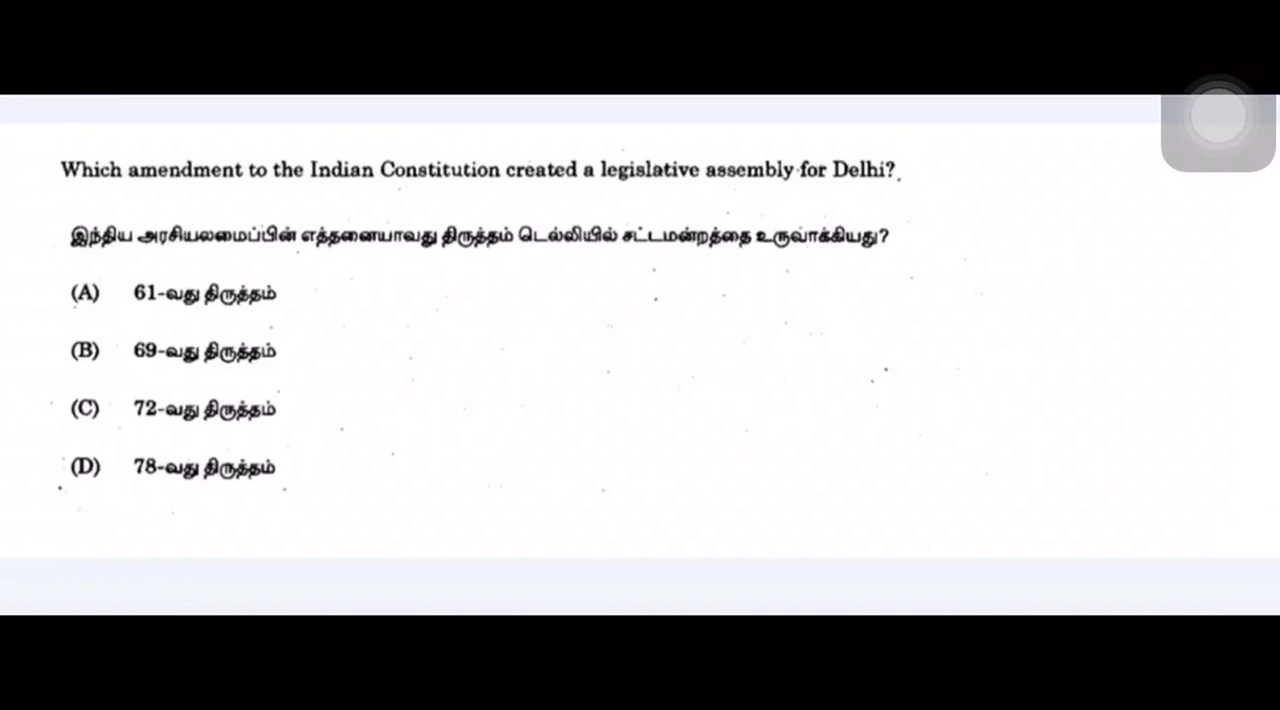 Which amendment to the Indian Constitution created a legislative assembly for Delhi?
இந்திய அரசியலமைப்பின் எத்தனையாவது திருத்தம் டெல்லியில் சட்டமன்றத்தை உருவாக்கியது?
(A) 61-வது திருத்தம்
(B) 69-வது திருத்தம்
(C) 72-வது திருத்தம்
(D) 78-வது திருத்தம்